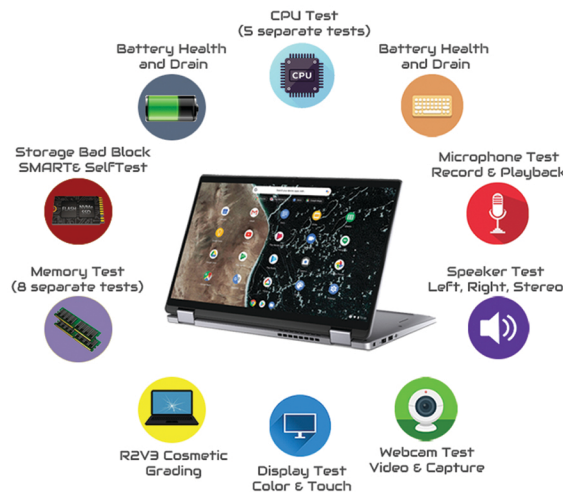 CPU Test
(5 separate tests)
Battery Health
and Drain
CPU
Battery Health
and Drain
Storage Bad Block
SMART& SelfTest
Microphone Test
Record & Playback
Memory Test
(8 separate tests)
Speaker Test
Left, Right, Stereo
R2V3 Cosmetic
Grading
Display Test
Color & Touch
Webcam Test
Video & Capture